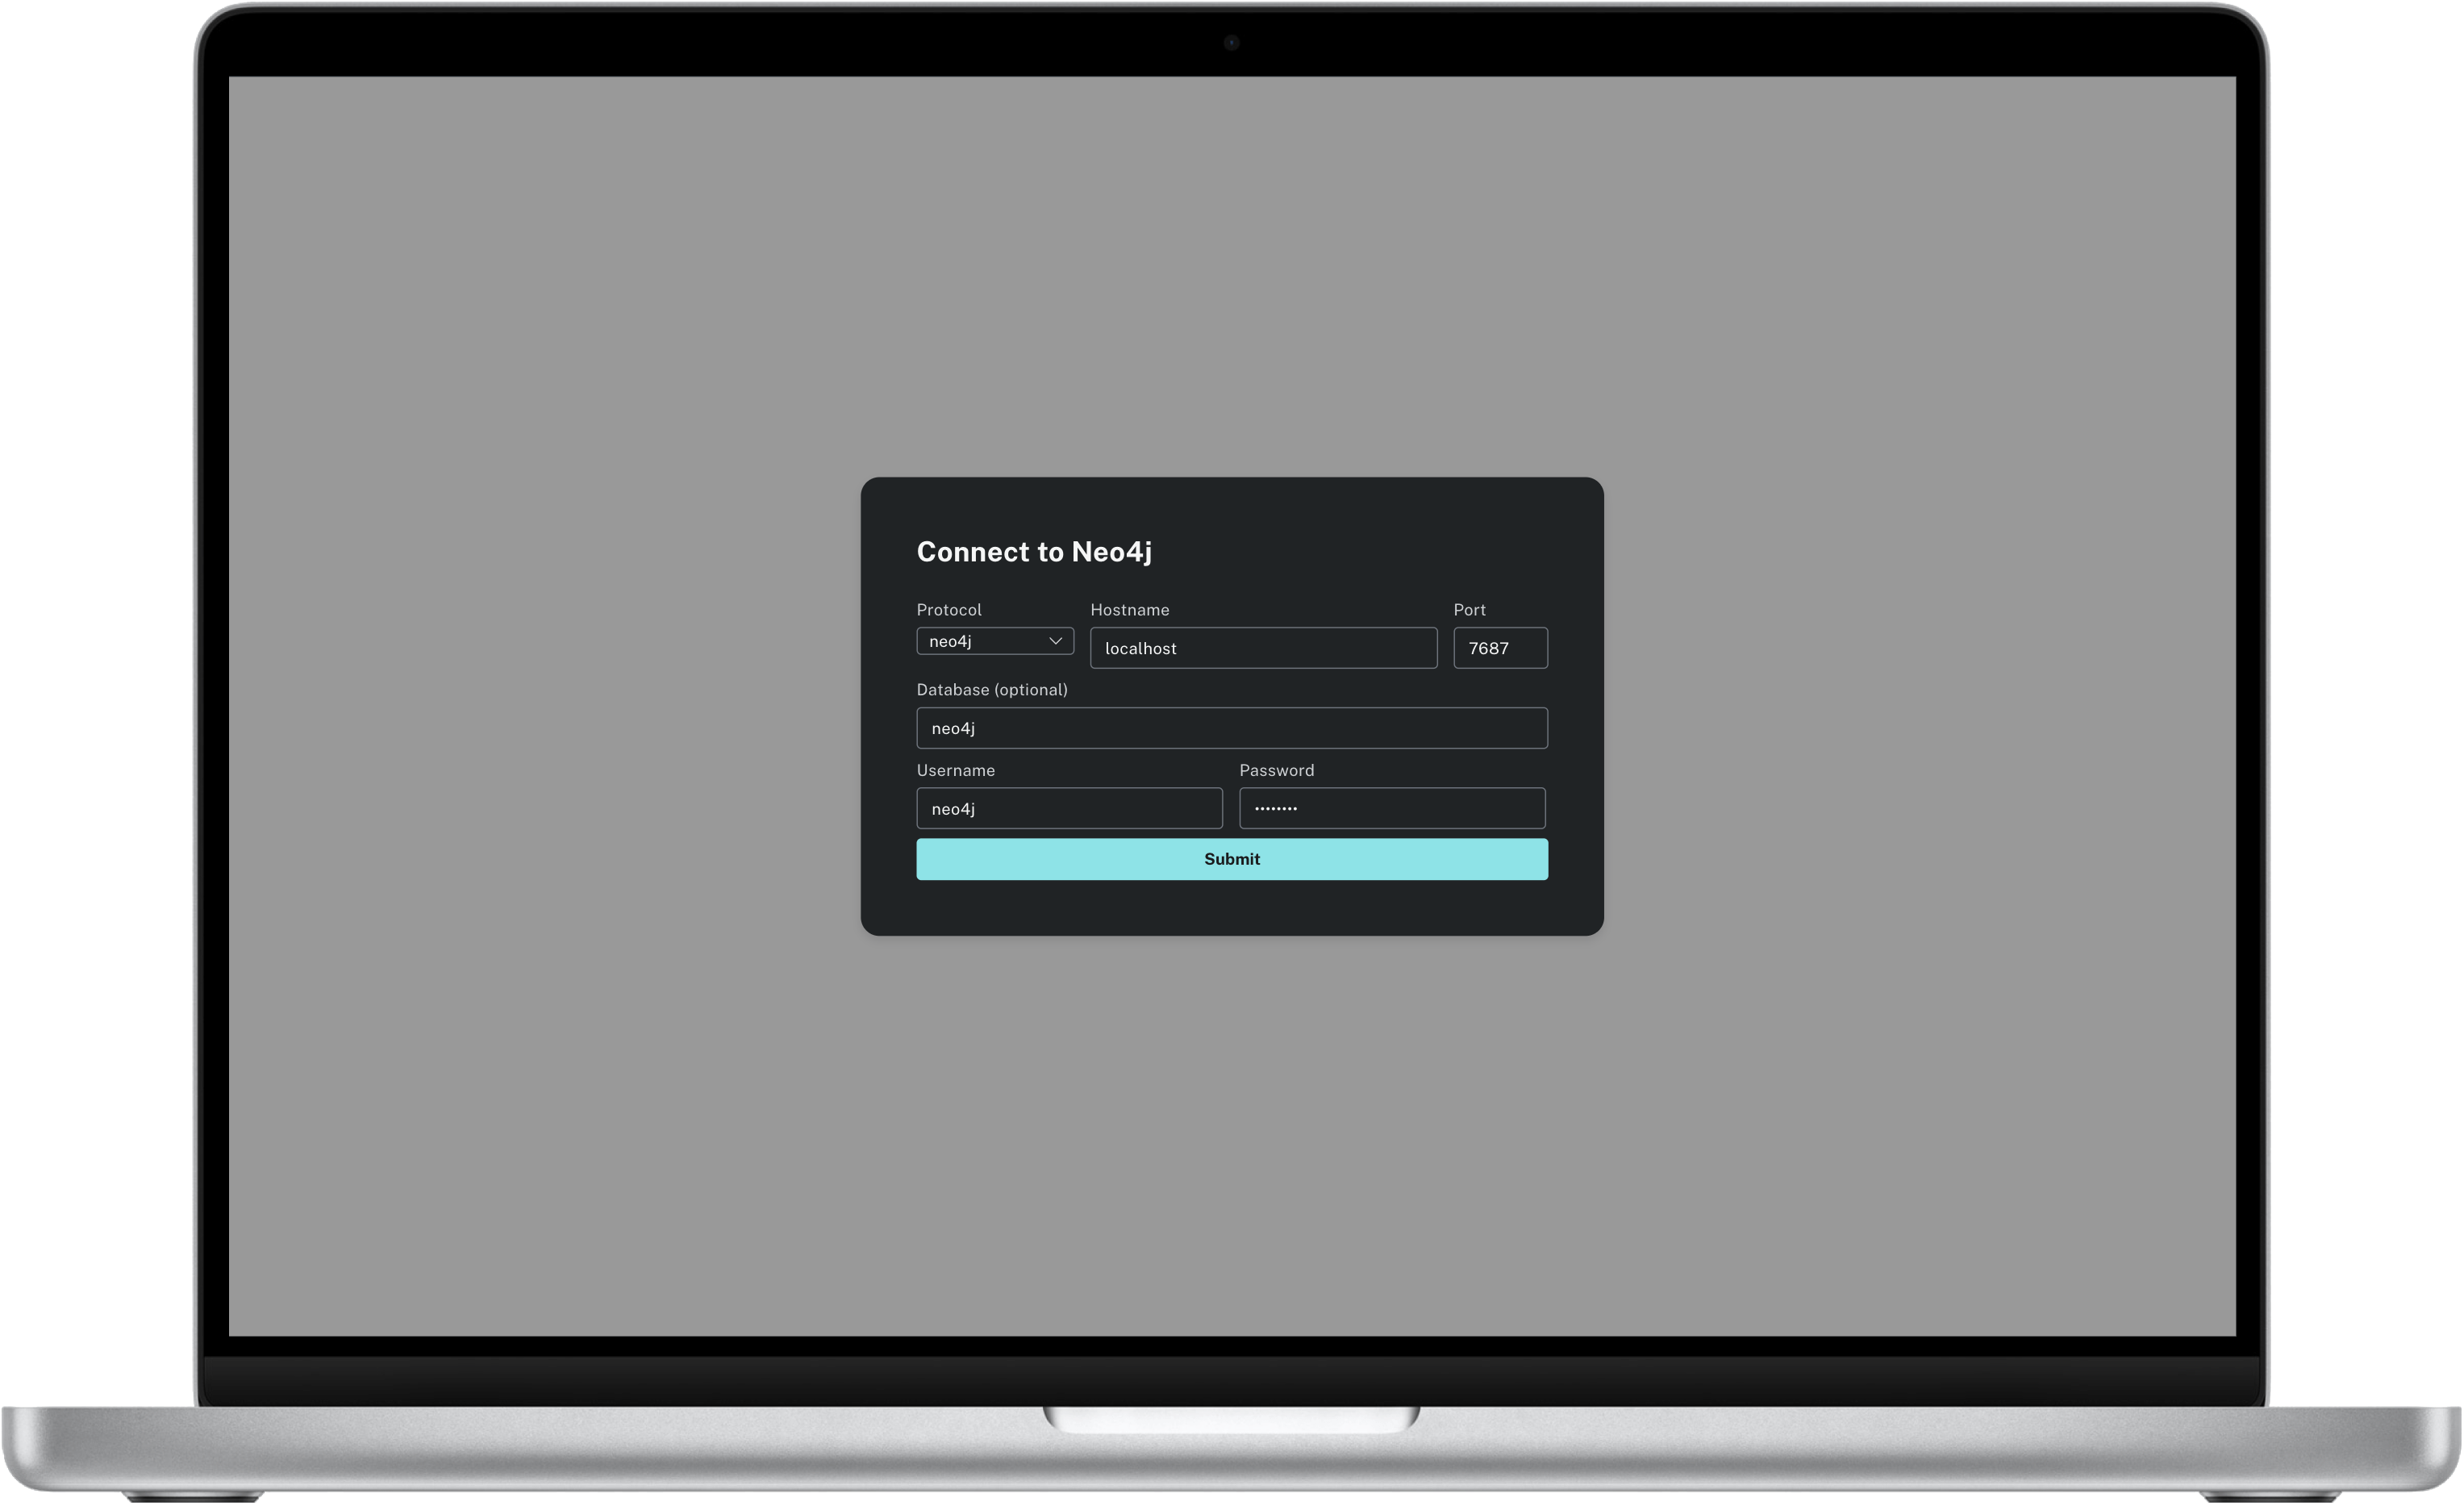 Connect to Neo4j
Protocol Hostname Port
neo4j localhost 7687
Database (optional)
neo4j
Username Password
neo4j ••••••••
Submit